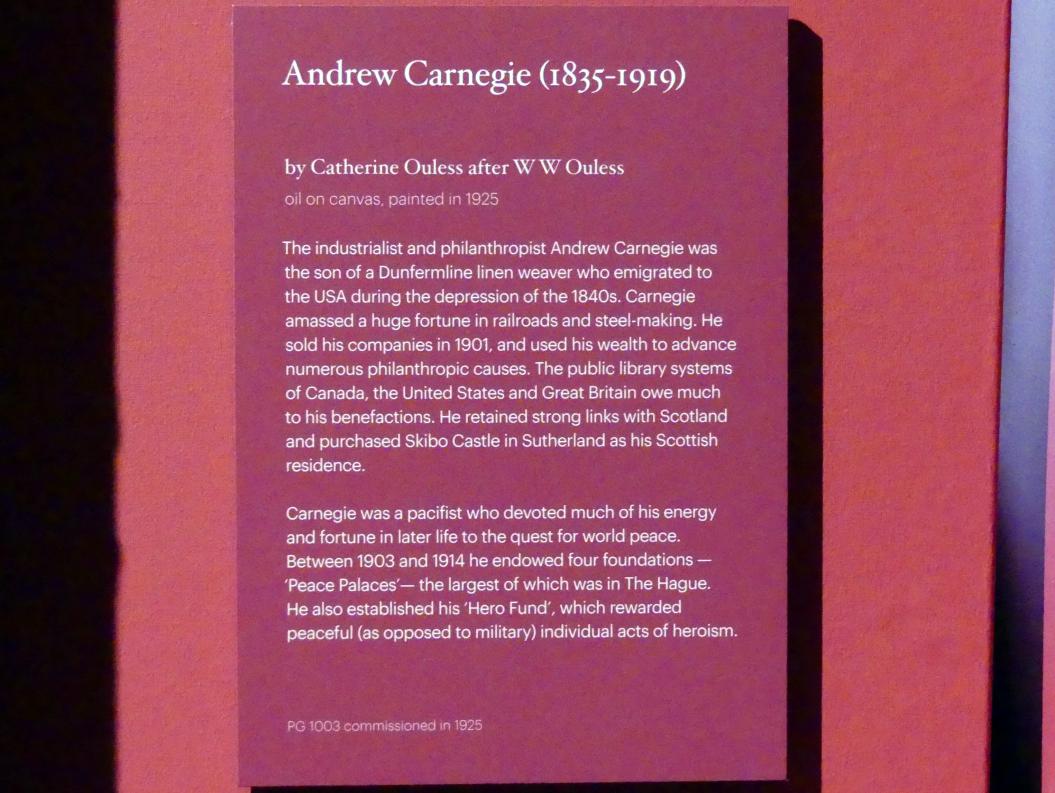 Andrew Carnegie (1835-1919)
by Catherine Ouless after W W Ouless
oil on canvas, painted in 1925
The industrialist and philanthropist Andrew Carnegie was
the son of a Dunfermline linen weaver who emigrated to
the USA during the depression of the 1840s. Carnegie
amassed a huge fortune in railroads and steel-making. He
sold his companies in 1901, and used his wealth to advance
numerous philanthropic causes. The public library systems
of Canada, the United States and Great Britain owe much
to his benefactions. He retained strong links with Scotland
and purchased Skibo Castle in Sutherland as his Scottish
residence.
Carnegie was a pacifist who devoted much of his energy
and fortune in later life to the quest for world peace.
Between 1903 and 1914 he endowed four foundations —
‘Peace Palaces’— the largest of which was in The Hague.
He also established his ‘Hero Fund’, which rewarded
peaceful (as opposed to military) individual acts of heroism.
PG 1003 commissioned in 1925